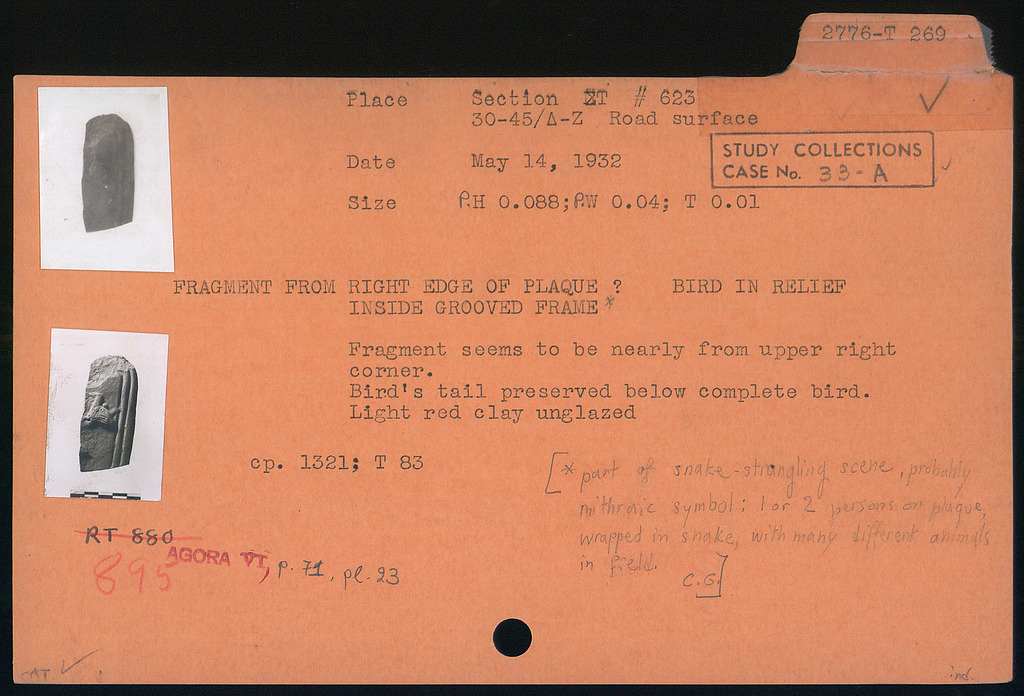 2776-T 269
Place Section ΣT # 623
30-45/Δ-Z Road surface
STUDY COLLECTIONS
CASE No. 33-A
Date May 14, 1932
Size P.H 0.088; P.W 0.04; T 0.01
FRAGMENT FROM RIGHT EDGE OF PLAQUE ? BIRD IN RELIEF
INSIDE GROOVED FRAME *
Fragment seems to be nearly from upper right
corner.
Bird's tail preserved below complete bird.
Light red clay unglazed
cp. 1321; T 83
[* part of snake-strangling scene, probably
mithraic symbol: 1 or 2 persons on plaque,
wrapped in snake, with many different animals
in field.
C.G.]
RT 880
895
AGORA VI, p. 71, pl. 23
AT
ind.